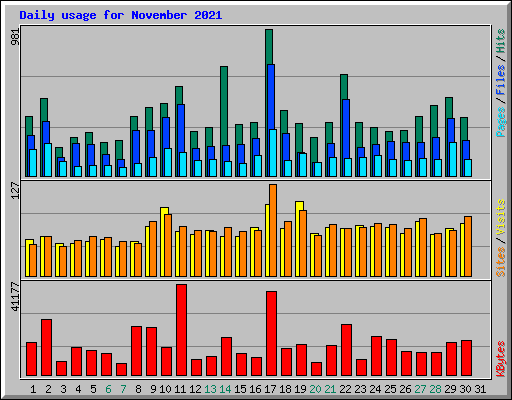 Daily usage for November 2021
981
Pages / Files / Hits
127
Sites / Visits
41177
KBytes
1 2 3 4 5 6 7 8 9 10 11 12 13 14 15 16 17 18 19 20 21 22 23 24 25 26 27 28 29 30 31